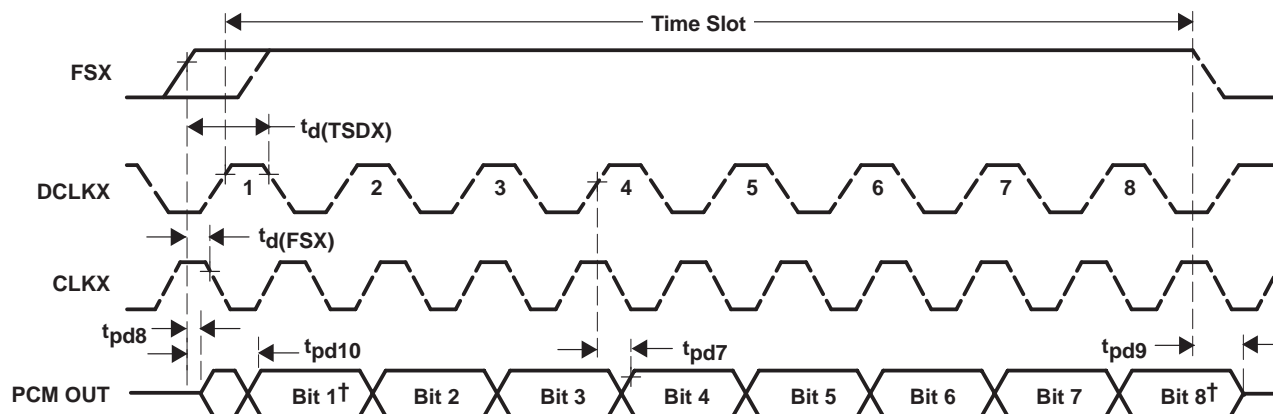 Time Slot
FSX
td(TSDX)
DCLKX
1 2 3 4 5 6 7 8
td(FSX)
CLKX
tpd8
tpd10
tpd7
tpd9
PCM OUT
Bit 1† Bit 2 Bit 3 Bit 4 Bit 5 Bit 6 Bit 7 Bit 8†